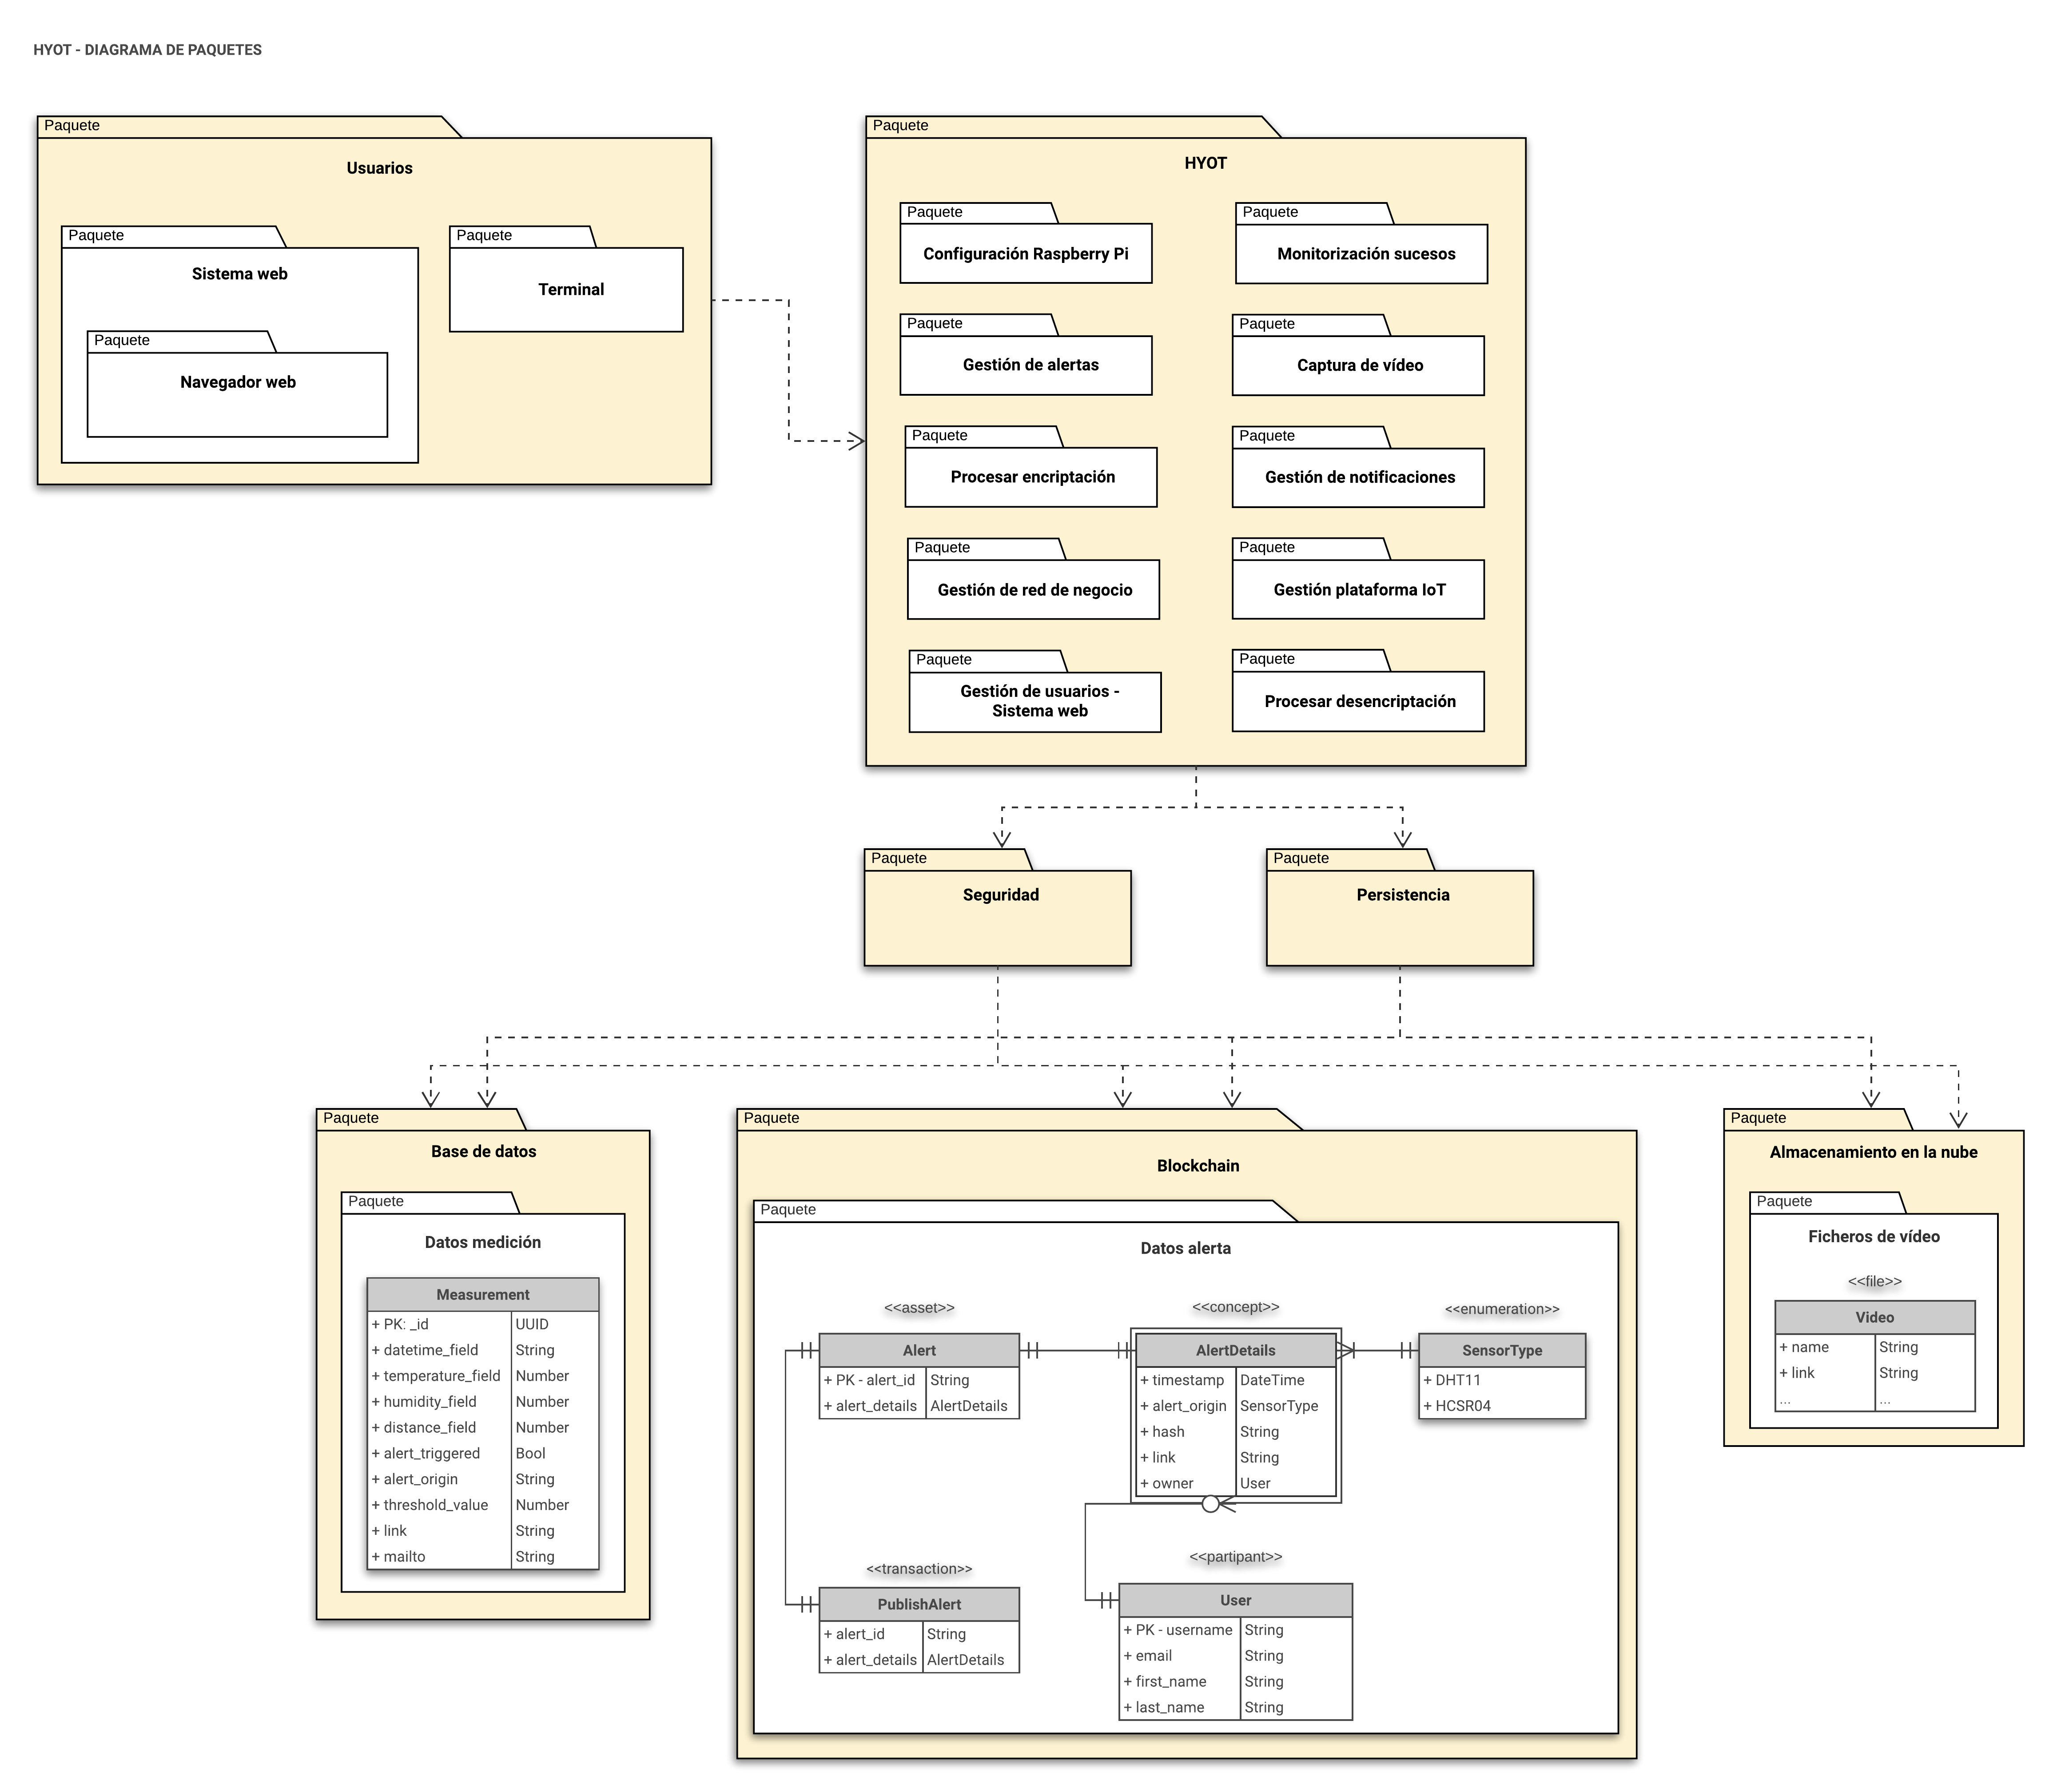 HYOT - DIAGRAMA DE PAQUETES
Paquete
Usuarios
Paquete
Sistema web
Paquete
Navegador web
Paquete
Terminal
Paquete
HYOT
Paquete
Configuración Raspberry Pi
Paquete
Monitorización sucesos
Paquete
Gestión de alertas
Paquete
Captura de vídeo
Paquete
Procesar encriptación
Paquete
Gestión de notificaciones
Paquete
Gestión de red de negocio
Paquete
Gestión plataforma IoT
Paquete
Gestión de usuarios -
Sistema web
Paquete
Procesar desencriptación
Paquete
Seguridad
Paquete
Persistencia
Paquete
Base de datos
Paquete
Datos medición
Measurement
+ PK: _id UUID
+ datetime_field String
+ temperature_field Number
+ humidity_field Number
+ distance_field Number
+ alert_triggered Bool
+ alert_origin String
+ threshold_value Number
+ link String
+ mailto String
Paquete
Blockchain
Paquete
Datos alerta
<<asset>>
Alert
+ PK - alert_id String
+ alert_details AlertDetails
<<concept>>
AlertDetails
+ timestamp DateTime
+ alert_origin SensorType
+ hash String
+ link String
+ owner User
<<enumeration>>
SensorType
+ DHT11
+ HCSR04
<<transaction>>
PublishAlert
+ alert_id String
+ alert_details AlertDetails
<<partipant>>
User
+ PK - username String
+ email String
+ first_name String
+ last_name String
Paquete
Almacenamiento en la nube
Paquete
Ficheros de vídeo
<<file>>
Video
+ name String
+ link String
... ...